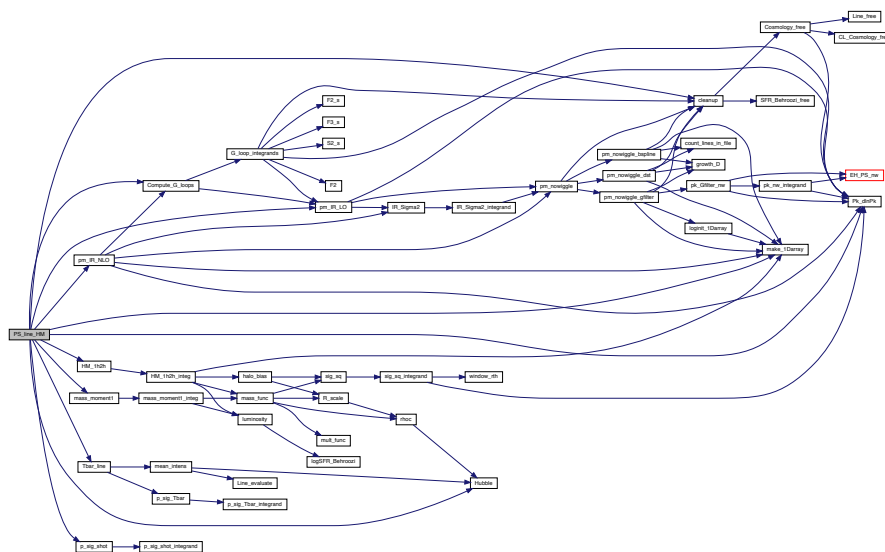 Cosmology_free
Line_free
CL_Cosmology_fre
F2_s
cleanup
SFR_Behroozi_free
F3_s
S2_s
count_lines_in_file
G_loop_integrands
pm_nowiggle_bspline
growth_D
pm_nowiggle_dst
EH_PS_nw
Compute_G_loops
F2
pm_nowiggle
pk_Gfilter_nw
pk_nw_integrand
pm_nowiggle_gfilter
Pk_dlnPk
pm_IR_LO
IR_Sigma2
IR_Sigma2_integrand
loginit_1Darray
make_1Darray
pm_IR_NLO
PS_line_HM
HM_1h2h
HM_1h2h_integ
halo_bias
sig_sq
sig_sq_integrand
window_rth
mass_moment1
mass_moment1_integ
mass_func
R_scale
luminosity
rhoc
mult_func
logSFR_Behroozi
Tbar_line
mean_intens
Line_evaluate
Hubble
p_sig_Tbar
p_sig_Tbar_integrand
p_sig_shot
p_sig_shot_integrand